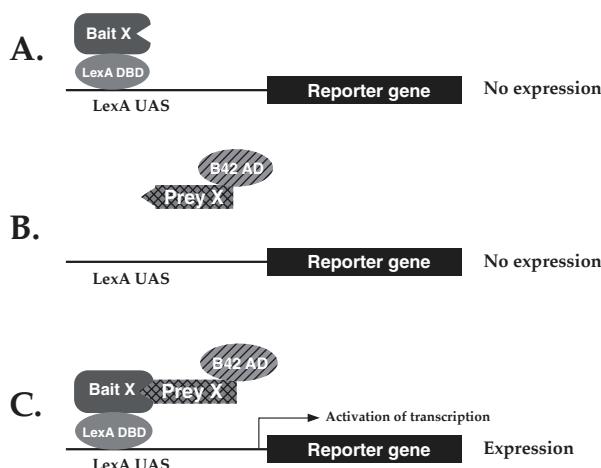 A.
Bait X
LexA DBD
LexA UAS
Reporter gene
No expression
B42 AD
Prey X
B.
LexA UAS
Reporter gene
No expression
B42 AD
Bait X
Prey X
C.
LexA DBD
Activation of transcription
LexA UAS
Reporter gene
Expression